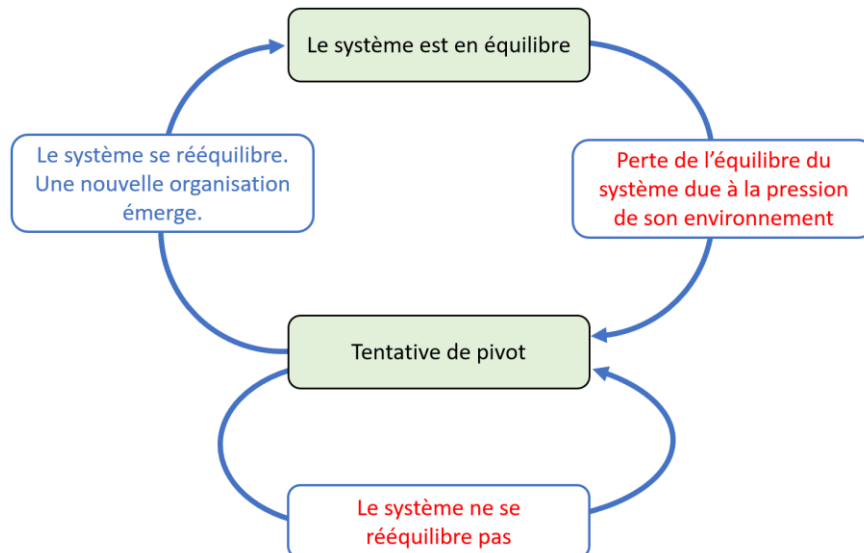 Le système est en équilibre
Le système se rééquilibre.
Une nouvelle organisation
émerge.
Perte de l’équilibre du
système due à la pression
de son environnement
Tentative de pivot
Le système ne se
rééquilibre pas